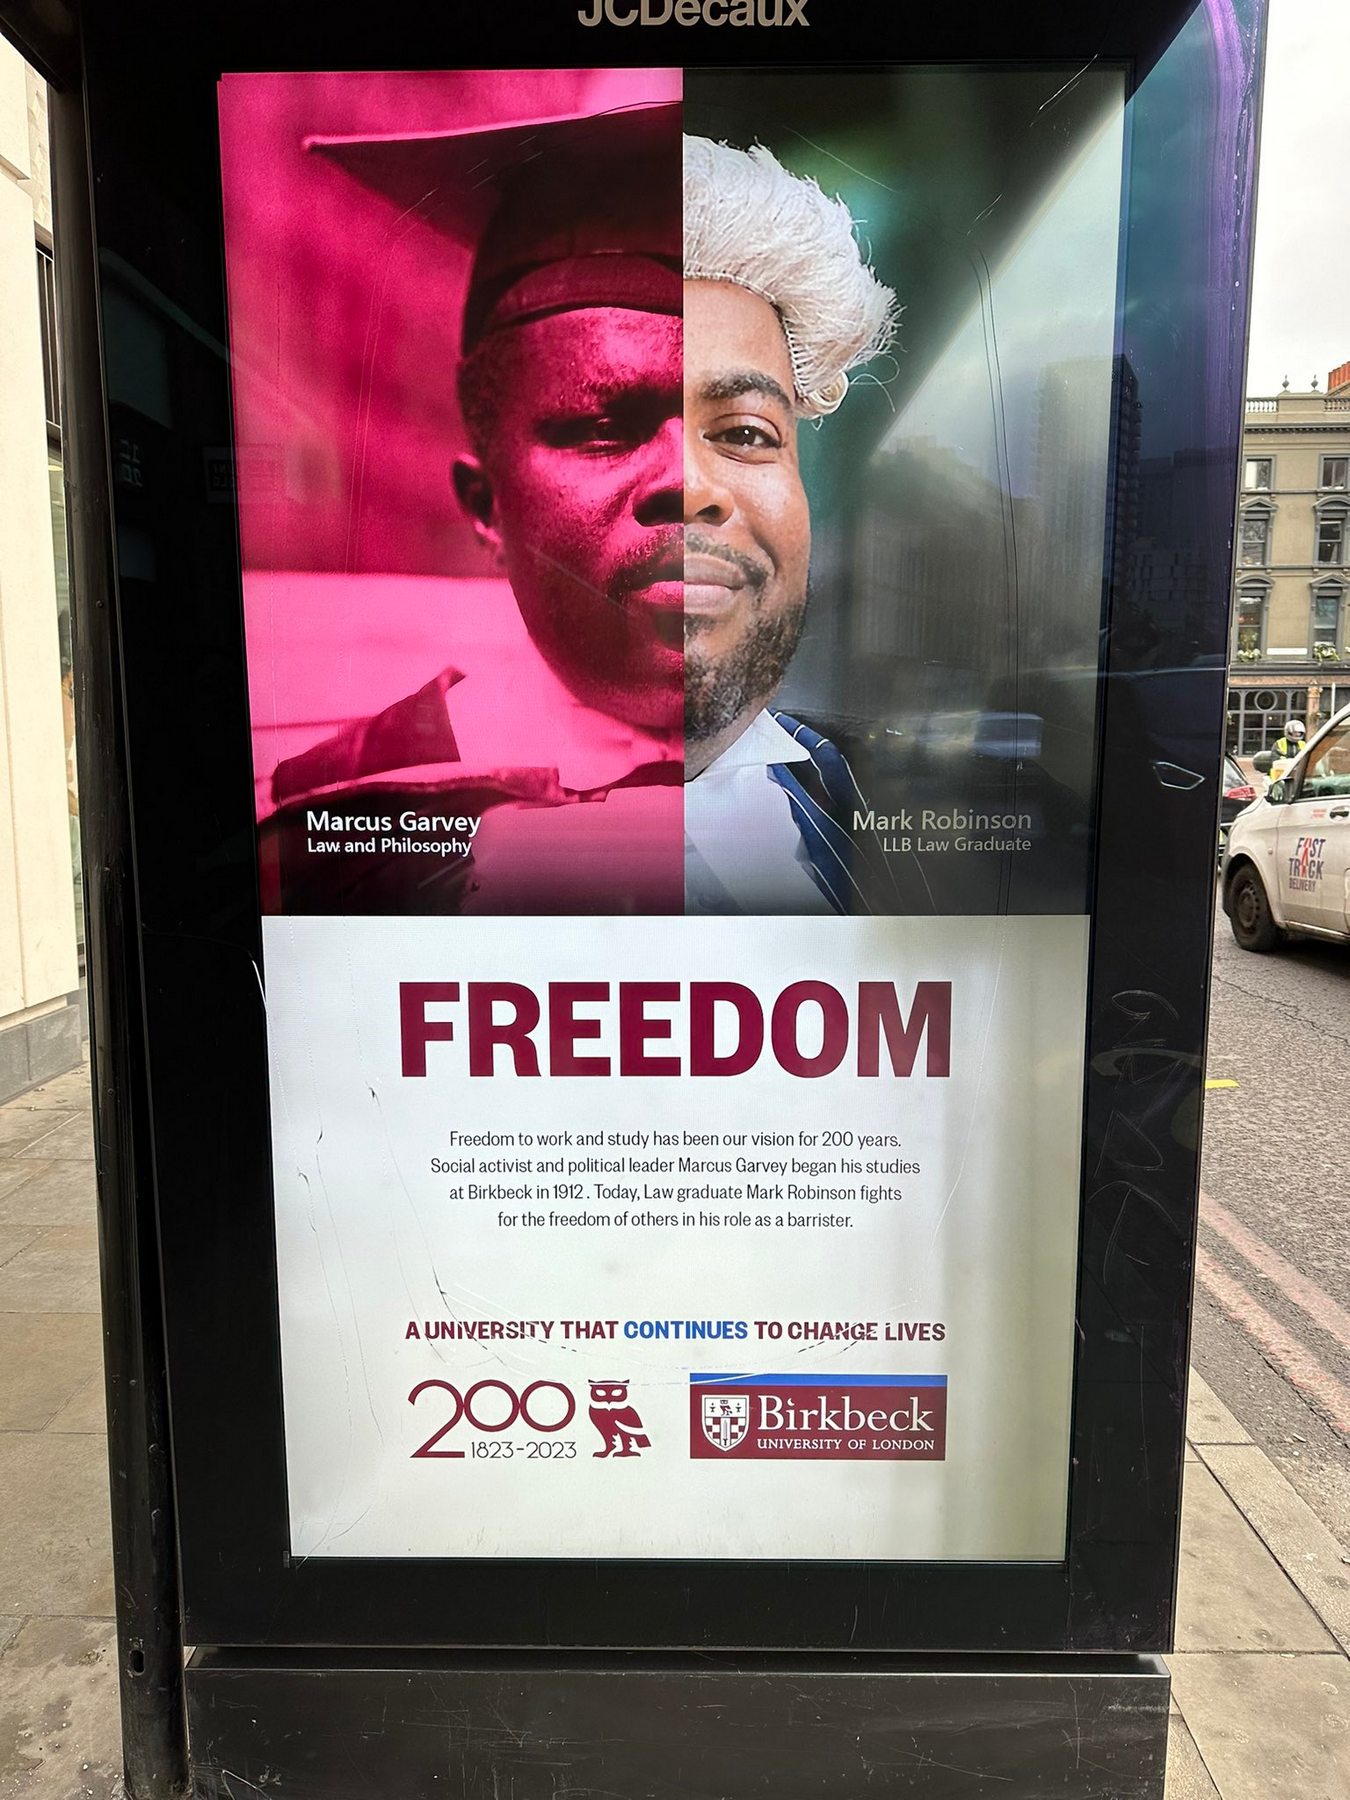 JCDecaux
Marcus Garvey
Law and Philosophy
Mark Robinson
LLB Law Graduate
FREEDOM
Freedom to work and study has been our vision for 200 years.
Social activist and political leader Marcus Garvey began his studies
at Birkbeck in 1912. Today, Law graduate Mark Robinson fights
for the freedom of others in his role as a barrister.
A UNIVERSITY THAT CONTINUES TO CHANGE LIVES
200
1823-2023
Birkbeck
UNIVERSITY OF LONDON
FAST
TRACK
DELIVERY